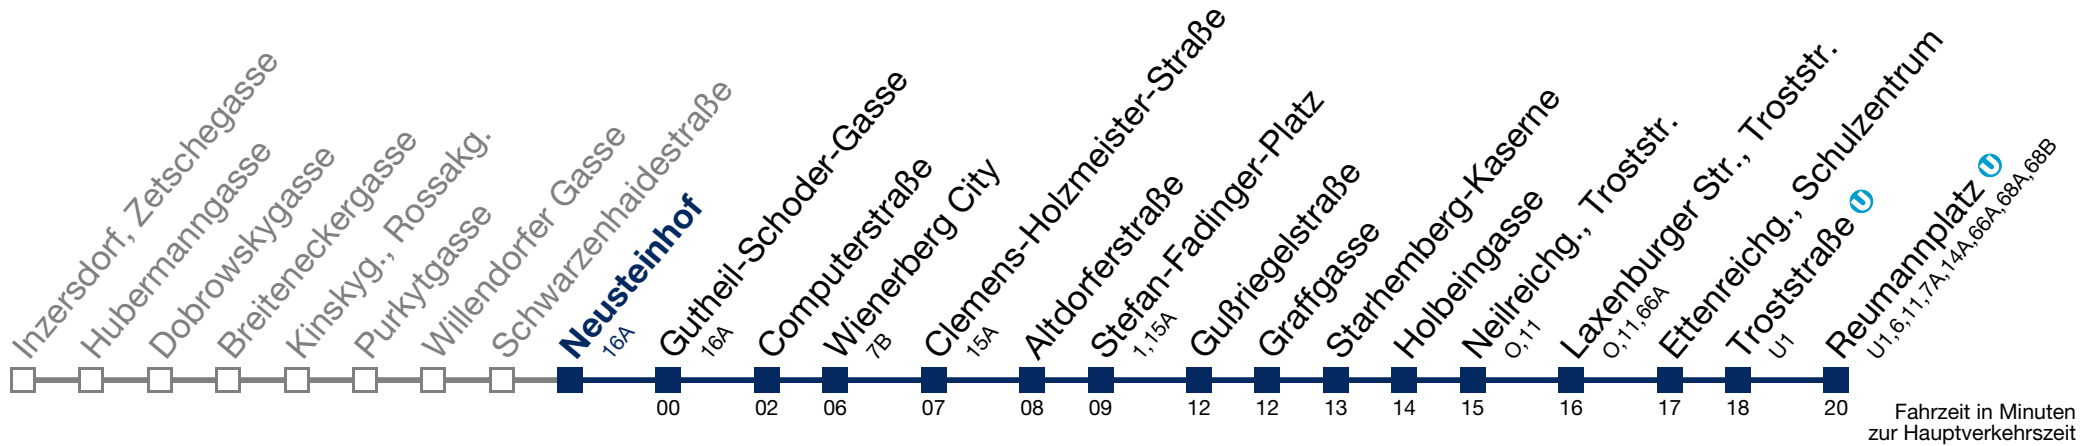 Inzersdorf, Zetschegasse
Hubermanngasse
Dobrowskygasse
Breiteneckergasse
Kinskyg., Rossakg.
Purkytgasse
Willendorfer Gasse
Schwarzenhaidestraße
Neusteinhof
16A
Gutheil-Schoder-Gasse
16A
Computerstraße
Wienerberg City
7B
Clemens-Holzmeister-Straße
15A
Altdorferstraße
Stefan-Fadinger-Platz
1,15A
Gußriegelstraße
Graffgasse
Starhemberg-Kaserne
Holbeingasse
Neilreichg., Troststr.
O,11
Laxenburger Str., Troststr.
O,11,66A
Ettenreichg., Schulzentrum
Troststraße U
U1
Reumannplatz U
U1,6,11,7A,14A,66A,68A,68B
00 02 06 07 08 09 12 12 13 14 15 16 17 18 20
Fahrzeit in Minuten
zur Hauptverkehrszeit